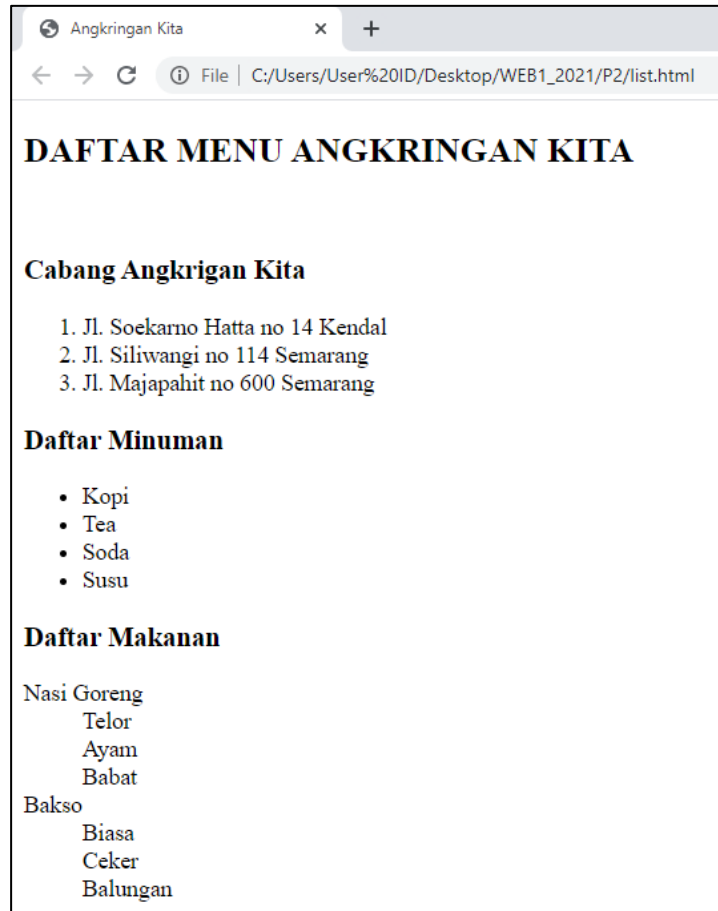 Angkringan Kita
File | C:/Users/User%20ID/Desktop/WEB1_2021/P2/list.html
DAFTAR MENU ANGKRINGAN KITA
Cabang Angkrigan Kita
1. Jl. Soekarno Hatta no 14 Kendal
2. Jl. Siliwangi no 114 Semarang
3. Jl. Majapahit no 600 Semarang
Daftar Minuman
• Kopi
• Tea
• Soda
• Susu
Daftar Makanan
Nasi Goreng
Telor
Ayam
Babat
Bakso
Biasa
Ceker
Balungan